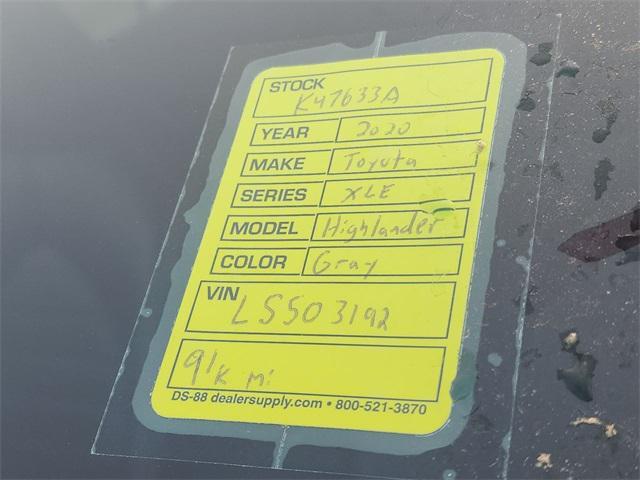 STOCK
K47633A
YEAR 2020
MAKE Toyuta
SERIES XLE
MODEL Highlander
COLOR Gray
VIN
LS503192
91K mi
DS-88 dealersupply.com • 800-521-3870